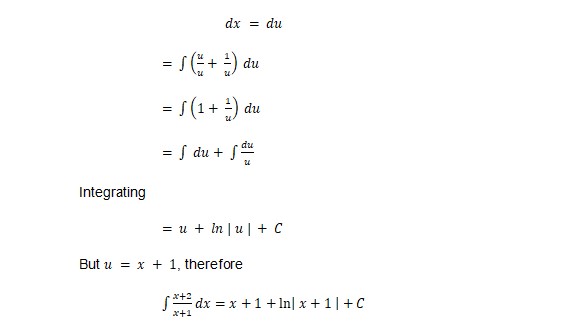 dx = du
= ∫(u/u + 1/u) du
= ∫(1 + 1/u) du
= ∫ du + ∫ du/u
Integrating
= u + ln | u | + C
But u = x + 1, therefore
∫ x+2/x+1 dx = x + 1 + ln| x + 1| + C